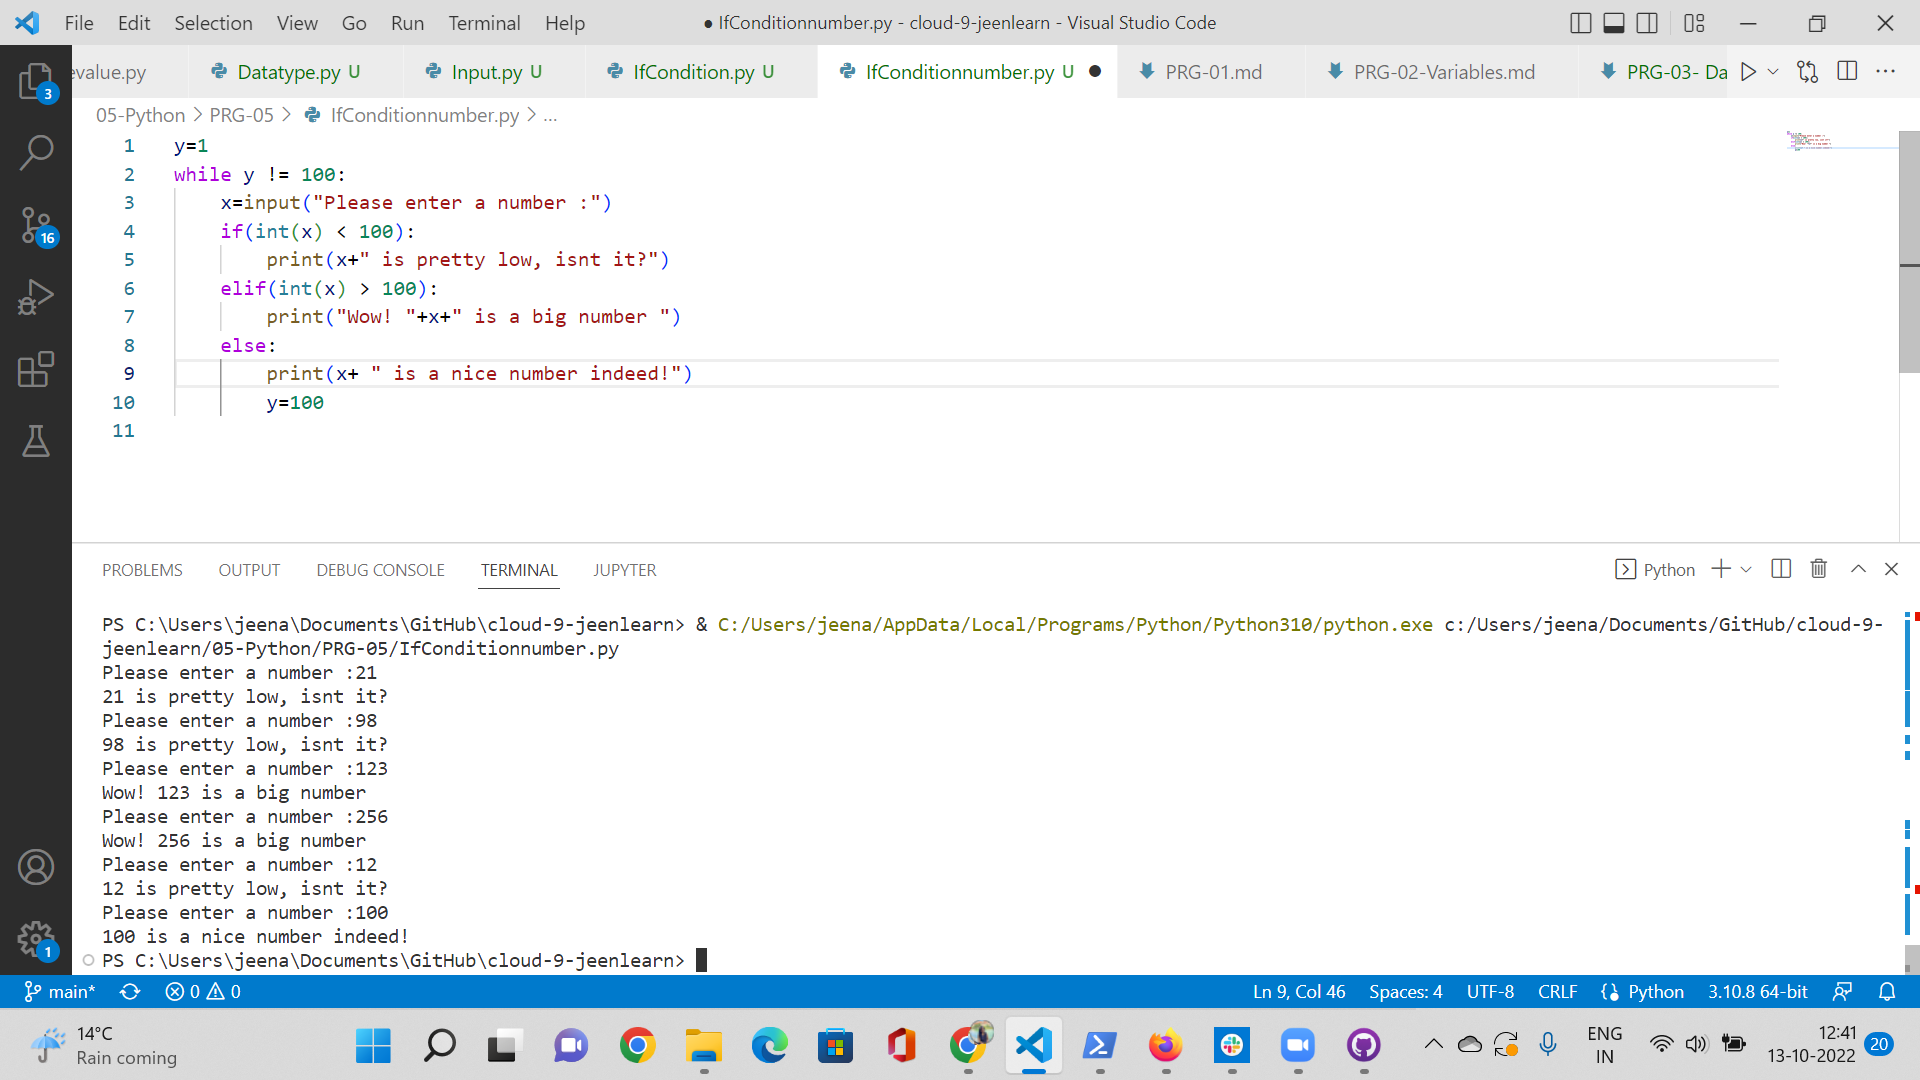 File Edit Selection View Go Run Terminal Help
● IfConditionnumber.py - cloud-9-jeenlearn - Visual Studio Code
evalue.py Datatype.py U Input.py U IfCondition.py U IfConditionnumber.py U ● PRG-01.md PRG-02-Variables.md PRG-03- Da
05-Python > PRG-05 > IfConditionnumber.py > ...
1 y=1
2 while y != 100:
3 x=input("Please enter a number :")
4 if(int(x) < 100):
5 print(x+" is pretty low, isnt it?")
6 elif(int(x) > 100):
7 print("Wow! "+x+" is a big number ")
8 else:
9 print(x+ " is a nice number indeed!")
10 y=100
11
3
16
1
PROBLEMS OUTPUT DEBUG CONSOLE TERMINAL JUPYTER
Python
PS C:\Users\jeena\Documents\GitHub\cloud-9-jeenlearn> & C:/Users/jeena/AppData/Local/Programs/Python/Python310/python.exe c:/Users/jeena/Documents/GitHub/cloud-9-
jeenlearn/05-Python/PRG-05/IfConditionnumber.py
Please enter a number :21
21 is pretty low, isnt it?
Please enter a number :98
98 is pretty low, isnt it?
Please enter a number :123
Wow! 123 is a big number
Please enter a number :256
Wow! 256 is a big number
Please enter a number :12
12 is pretty low, isnt it?
Please enter a number :100
100 is a nice number indeed!
PS C:\Users\jeena\Documents\GitHub\cloud-9-jeenlearn>
main* 0 0 Ln 9, Col 46 Spaces: 4 UTF-8 CRLF Python 3.10.8 64-bit
14°C
Rain coming
ENG
IN
12:41
13-10-2022
20